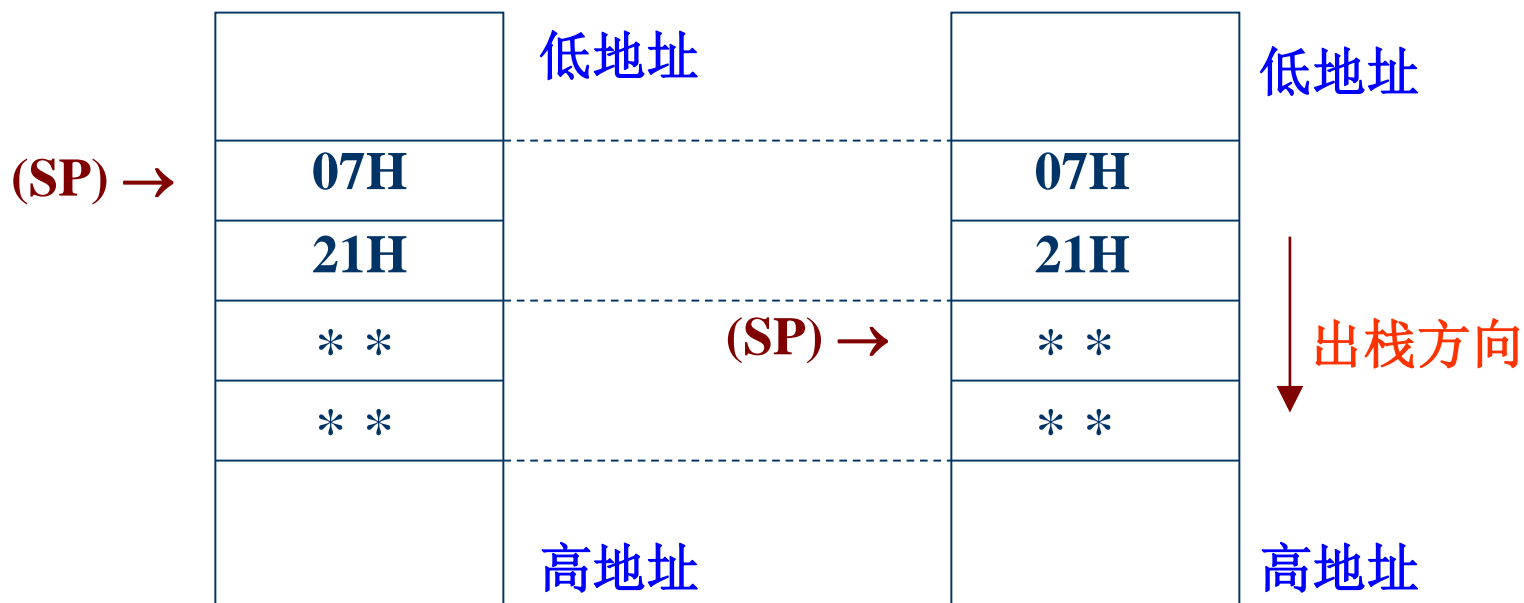 低地址
低地址
(SP) → 07H 07H
21H 21H
* * (SP) → * * 出栈方向
* * * *
高地址 高地址